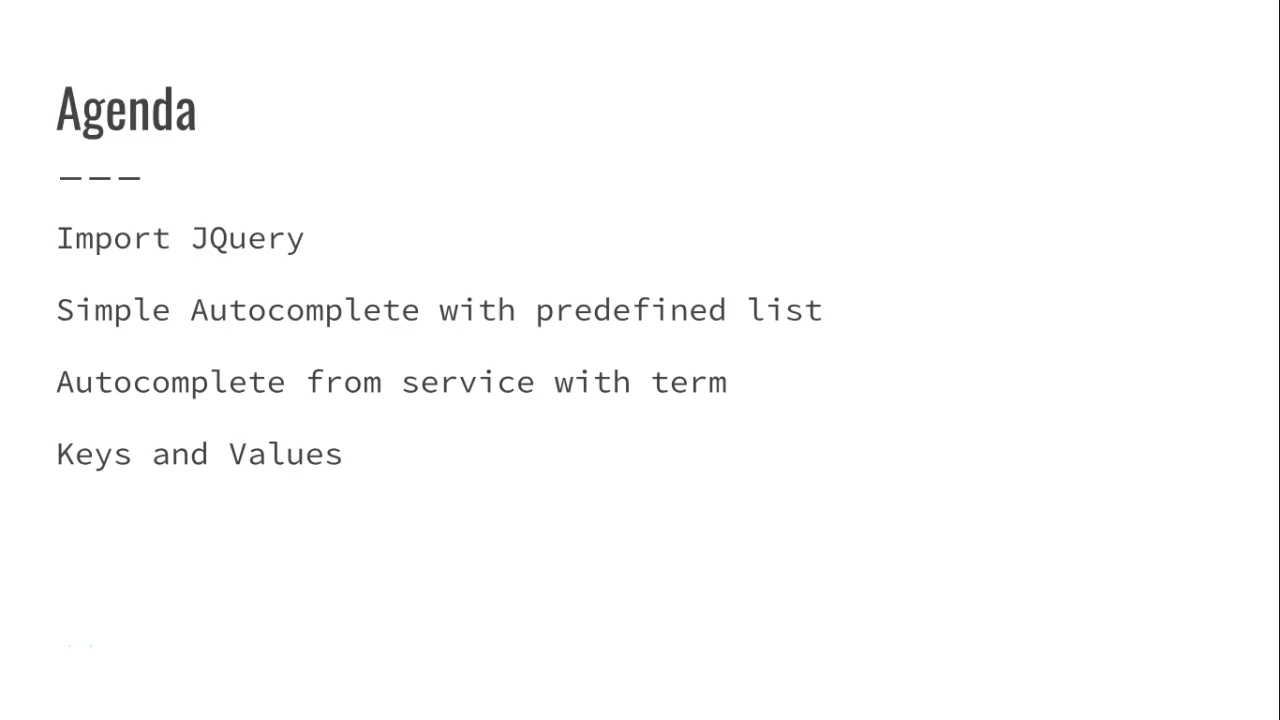 Agenda
Import JQuery
Simple Autocomplete with predefined list
Autocomplete from service with term
Keys and Values